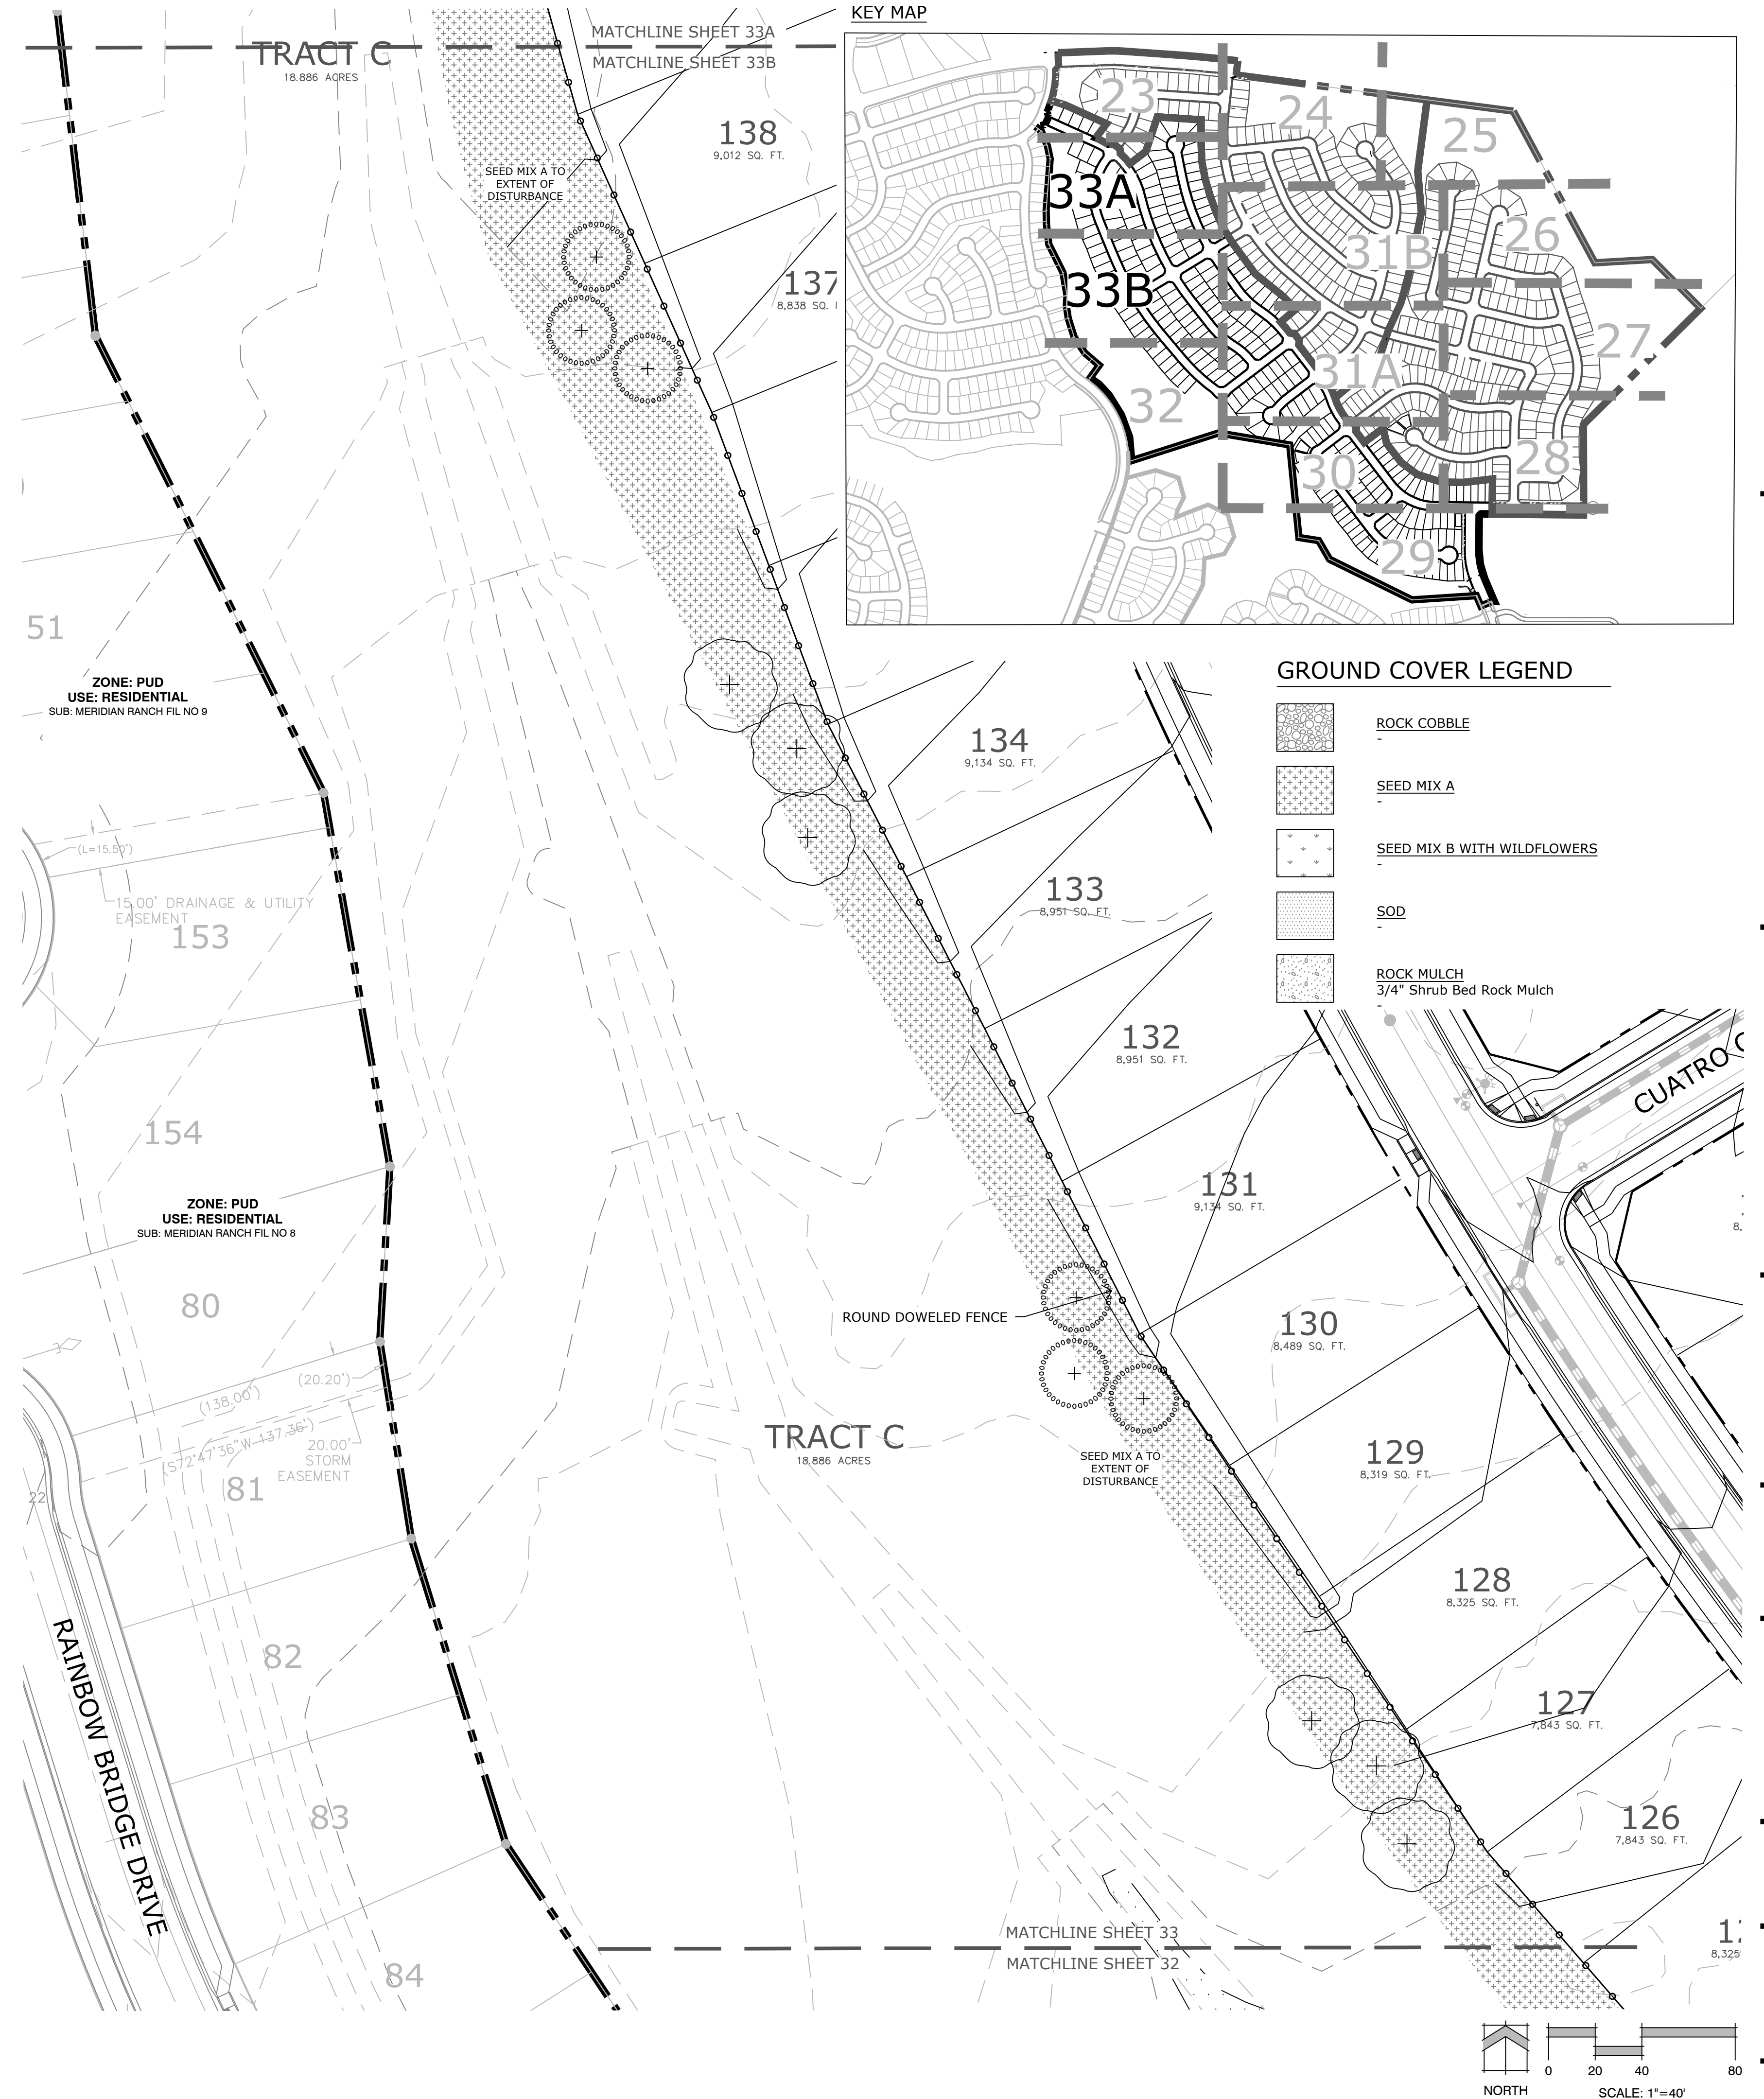 KEY MAP
MATCHLINE SHEET 33A
MATCHLINE SHEET 33B
TRACT C
18.886 ACRES
138
9,012 SQ. FT.
SEED MIX A TO
EXTENT OF
DISTURBANCE
137
8,838 SQ.
23
24
25
33A
31B
26
33B
27
31A
32
30
28
29
51
ZONE: PUD
USE: RESIDENTIAL
SUB: MERIDIAN RANCH FIL NO 9
GROUND COVER LEGEND
ROCK COBBLE
-
SEED MIX A
-
SEED MIX B WITH WILDFLOWERS
-
SOD
-
ROCK MULCH
3/4" Shrub Bed Rock Mulch
-
134
9,134 SQ. FT.
(L=15.50')
15.00' DRAINAGE & UTILITY
EASEMENT
153
133
8,951 SQ. FT.
132
8,951 SQ. FT.
CUATRO
154
ZONE: PUD
USE: RESIDENTIAL
SUB: MERIDIAN RANCH FIL NO 8
131
9,134 SQ. FT.
80
ROUND DOWELED FENCE
130
8,489 SQ. FT.
(20.20')
(138.00')
(S72°47'36"W 137.36')
20.00'
STORM
EASEMENT
TRACT C
18.886 ACRES
SEED MIX A TO
EXTENT OF
DISTURBANCE
129
8,319 SQ. FT.
81
22
128
8,325 SQ. FT.
82
RAINBOW BRIDGE DRIVE
127
7,843 SQ. FT.
83
126
7,843 SQ. FT.
MATCHLINE SHEET 33
MATCHLINE SHEET 32
8,325
84
NORTH
0 20 40 80
SCALE: 1"=40'